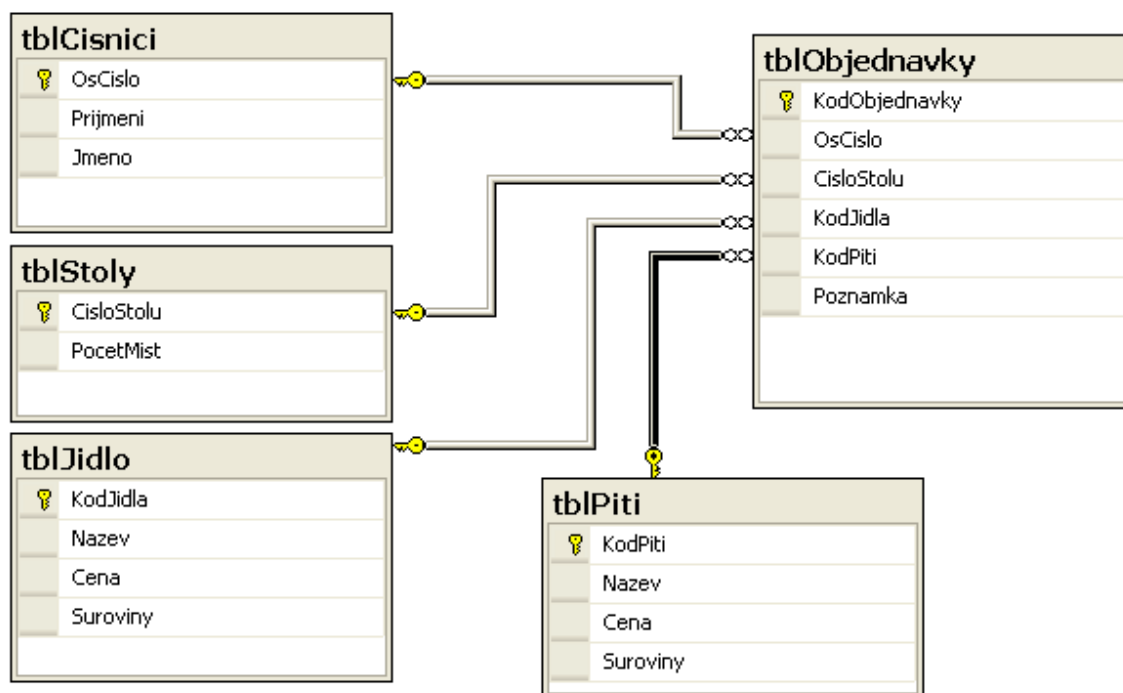 tblCisnici
OsCislo
Prijmeni
Jmeno
tblStoly
CisloStolu
PocetMist
tblJidlo
KodJidla
Nazev
Cena
Suroviny
tblObjednavky
KodObjednavky
OsCislo
CisloStolu
KodJidla
KodPiti
Poznamka
tblPiti
KodPiti
Nazev
Cena
Suroviny